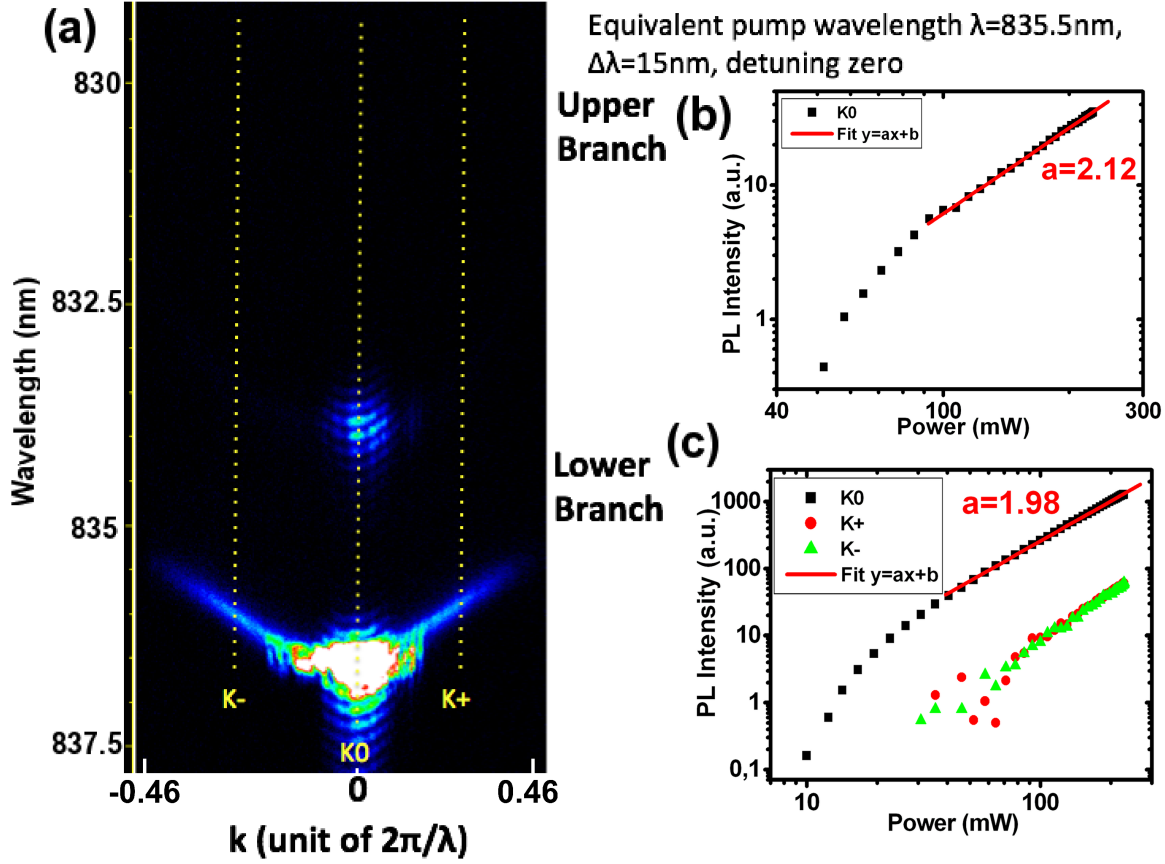 (a)
830
832.5
835
837.5
Wavelength (nm)
K-
K0
K+
-0.46
0
0.46
k (unit of 2π/λ)
Equivalent pump wavelength λ=835.5nm,
Δλ=15nm, detuning zero
Upper
Branch
(b)
K0
Fit y=ax+b
a=2.12
10
1
PL Intensity (a.u.)
40
100
300
Power (mW)
Lower
Branch
(c)
K0
K+
K-
Fit y=ax+b
a=1.98
1000
100
10
1
0,1
PL Intensity (a.u.)
10
100
Power (mW)